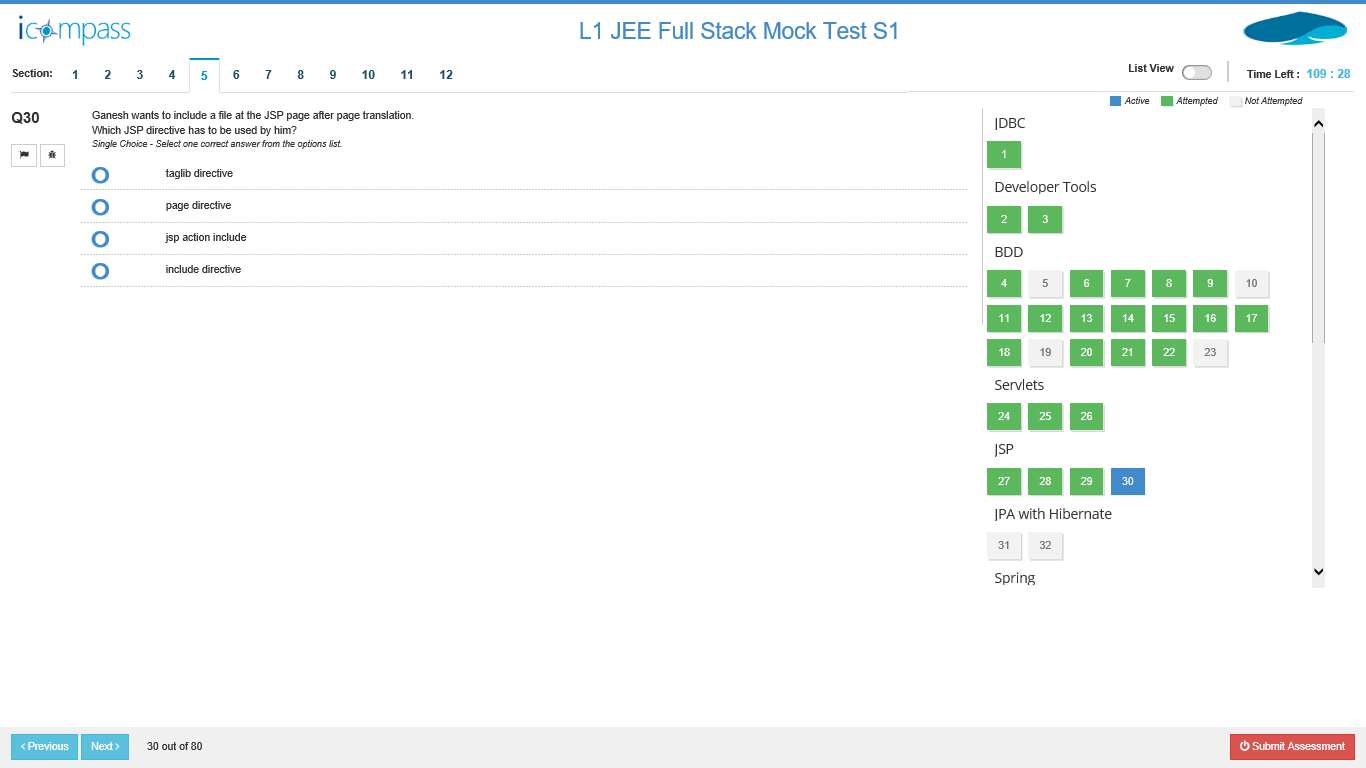 icompass
L1 JEE Full Stack Mock Test S1
Section: 1 2 3 4 5 6 7 8 9 10 11 12
List View
Time Left : 109 : 28
Active Attempted Not Attempted
Q30
Ganesh wants to include a file at the JSP page after page translation.
Which JSP directive has to be used by him?
Single Choice - Select one correct answer from the options list.
taglib directive
page directive
jsp action include
include directive
JDBC
1
Developer Tools
2 3
BDD
4 5 6 7 8 9 10
11 12 13 14 15 16 17
18 19 20 21 22 23
Servlets
24 25 26
JSP
27 28 29 30
JPA with Hibernate
31 32
Spring
Previous
Next
30 out of 80
Submit Assessment